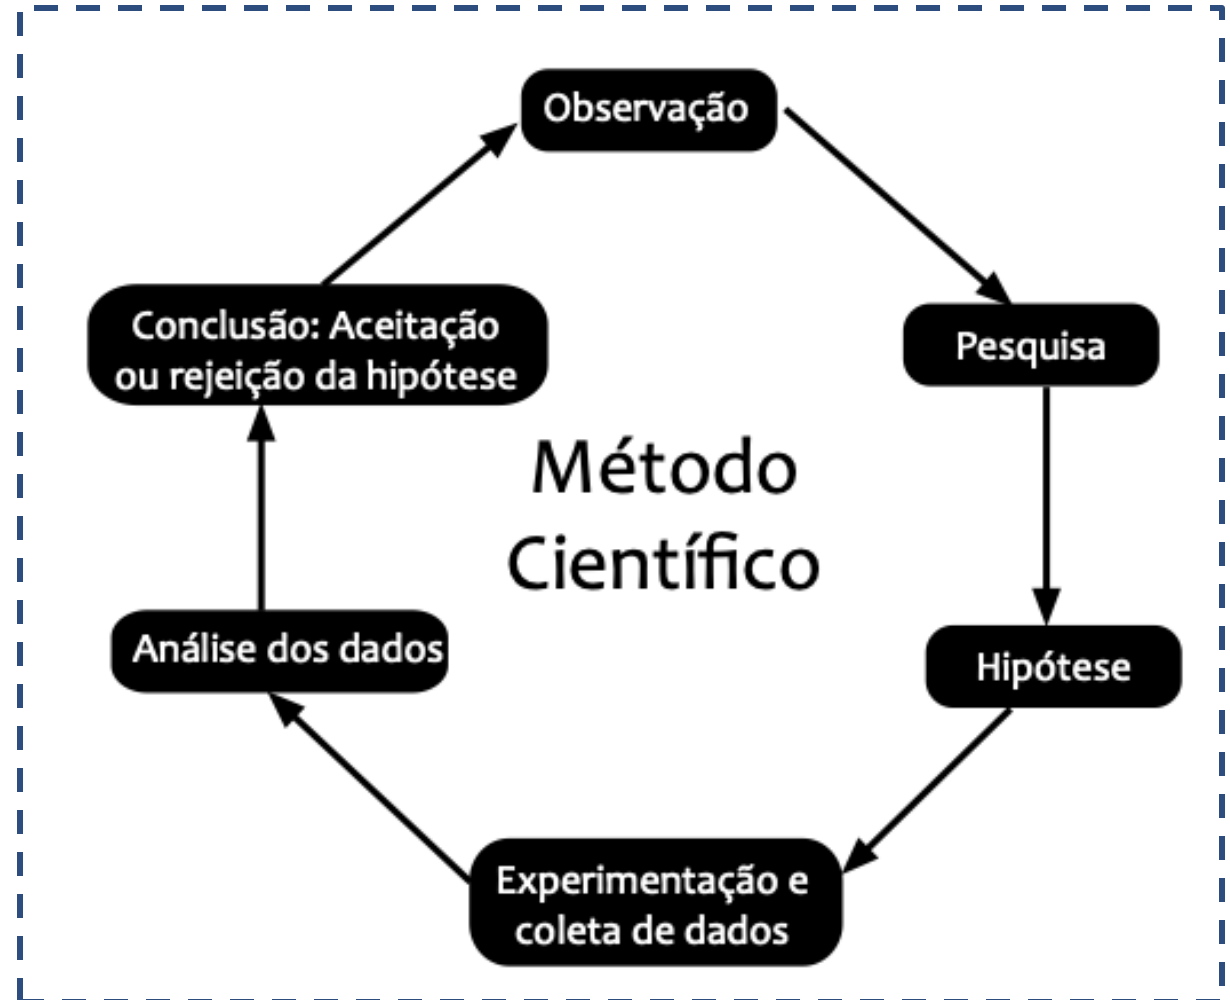 Observação
Pesquisa
Hipótese
Experimentação e
coleta de dados
Análise dos dados
Conclusão: Aceitação
ou rejeição da hipótese
Método
Científico